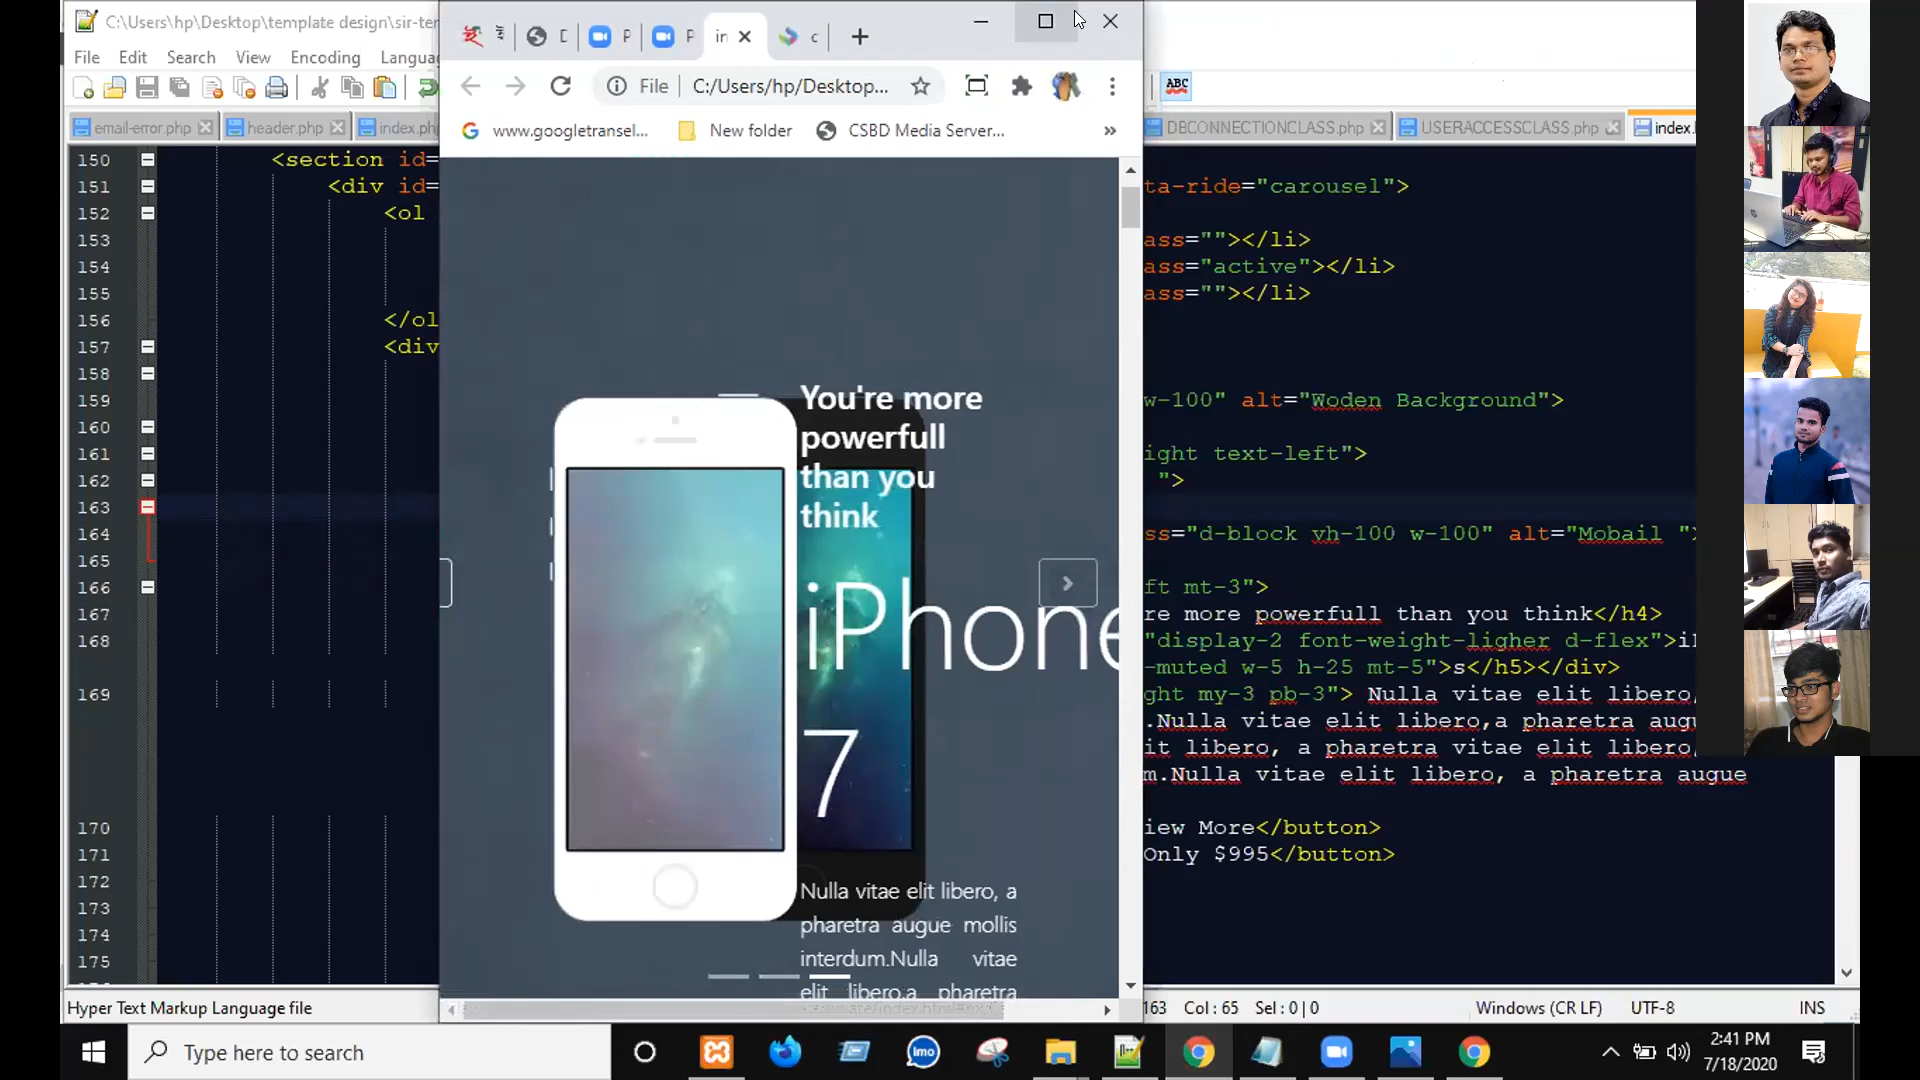 C:\Users\hp\Desktop\template design\sir-ten
in
File Edit Search View Encoding Langua
File C:/Users/hp/Desktop...
ABC
www.googletransel... New folder CSBD Media Server... »
email-error.php header.php index.ph
DBCONNECTIONCLASS.php USERACCESSCLASS.php index.
150 <section id=
151 <div id= ta-ride="carousel">
152 <ol
153 ass=""></li>
154 ass="active"></li>
155 ass=""></li>
156 </ol
157 <div
158
159 w-100" alt="Woden Background">
160
161 ight text-left">
162 ">
163
164 ss="d-block vh-100 w-100" alt="Mobail ">
165
166 ft mt-3">
167 re more powerfull than you think</h4>
168 "display-2 font-weight-ligher d-flex">i
-muted w-5 h-25 mt-5">s</h5></div>
169 ght my-3 pb-3"> Nulla vitae elit libero,
.Nulla vitae elit libero,a pharetra augu
it libero, a pharetra vitae elit libero,
m.Nulla vitae elit libero, a pharetra augue
170 iew More</button>
171 Only $995</button>
172
173
174
175
You're more
powerfull
than you
think
iPhone
7
Nulla vitae elit libero, a
pharetra augue mollis
interdum.Nulla vitae
elit libero,a pharetra
Hyper Text Markup Language file
163 Col : 65 Sel : 0 | 0 Windows (CR LF) UTF-8 INS
Type here to search
imo
2:41 PM
7/18/2020